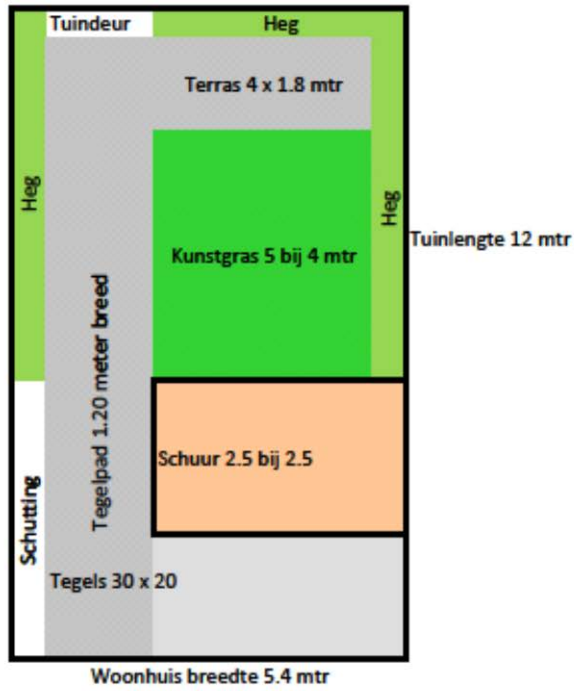 Tuindeur
Heg
Terras 4 x 1.8 mtr
Heg
Heg
Tuinlengte 12 mtr
Kunstgras 5 bij 4 mtr
Tegelpad 1.20 meter breed
Schuur 2.5 bij 2.5
Schutting
Tegels 30 x 20
Woonhuis breedte 5.4 mtr